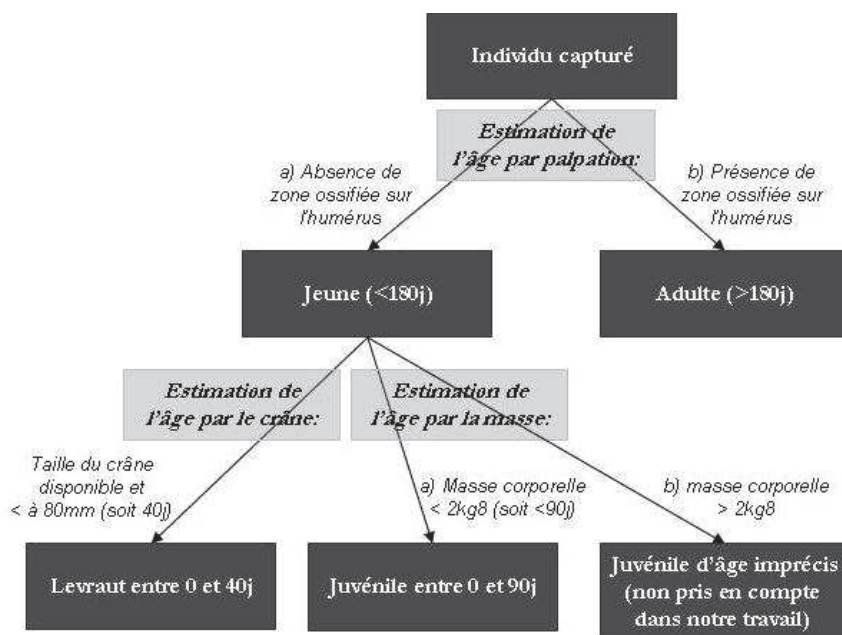 Individu capturé
Estimation de
l'âge par palpation:
a) Absence de
zone ossifiée sur
l'humérus
b) Présence de
zone ossifiée sur
l'humérus
Jeune (<180j)
Adulte (>180j)
Estimation de
l'âge par le crâne:
Estimation de
l'âge par la masse:
Taille du crâne
disponible et
< à 80mm (soit 40j)
a) Masse corporelle
< 2kg8 (soit <90j)
b) masse corporelle
> 2kg8
Levraut entre 0 et 40j
Juvénile entre 0 et 90j
Juvénile d'âge imprécis
(non pris en compte
dans notre travail)